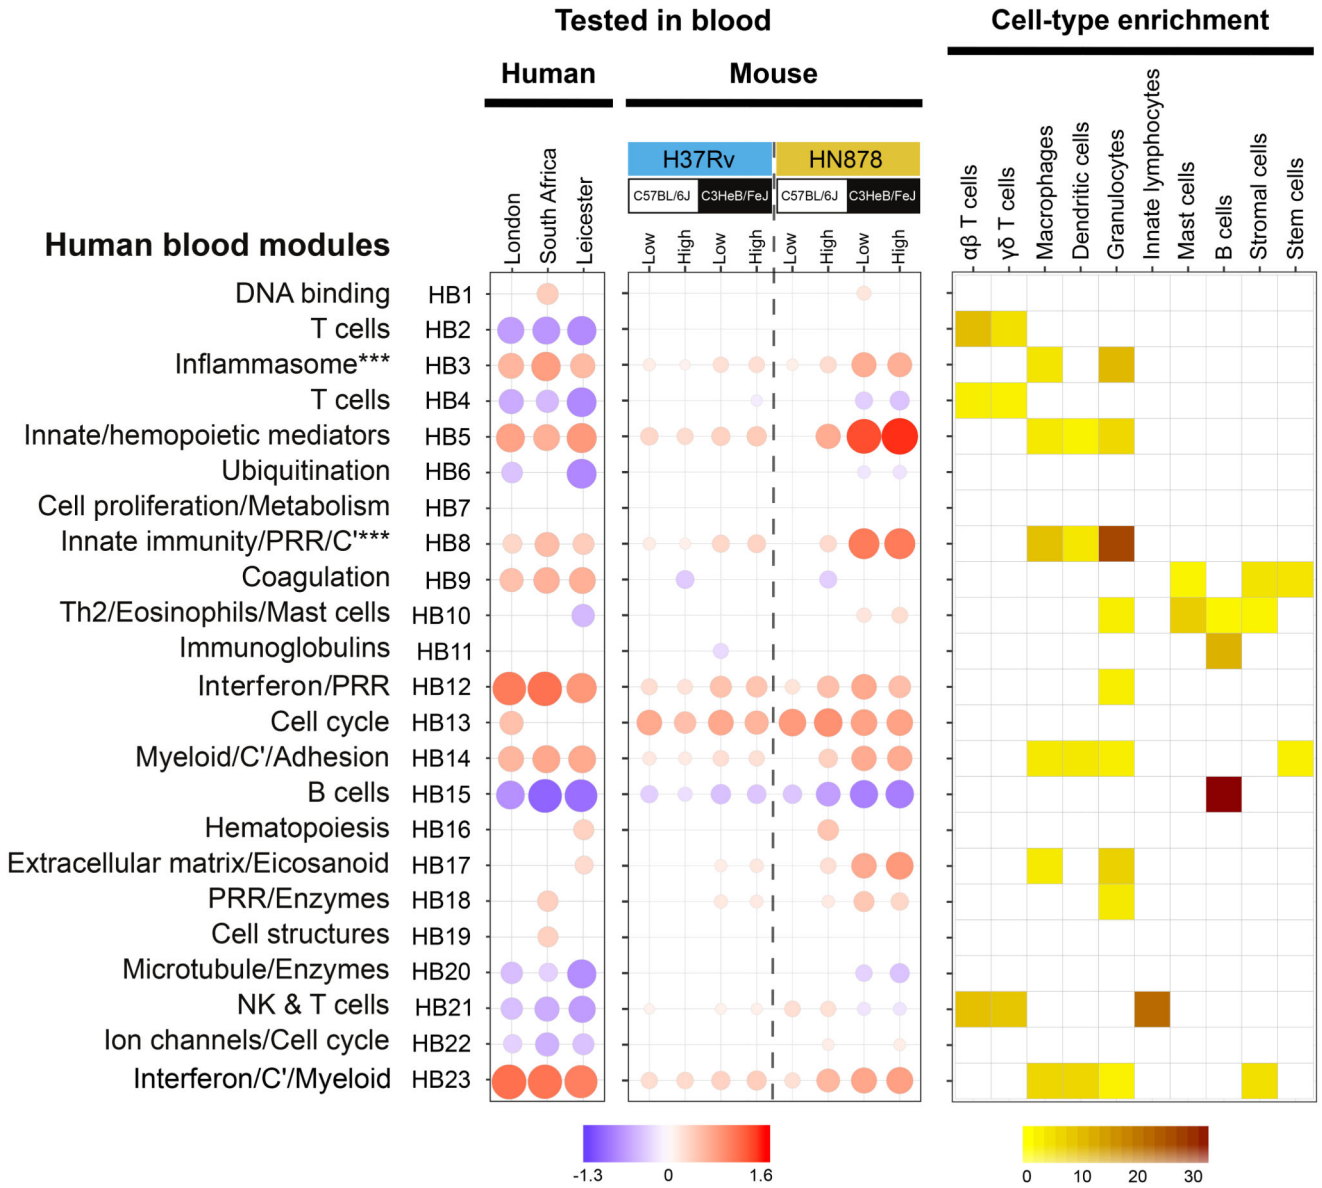 Tested in blood
Cell-type enrichment
Human
Mouse
H37Rv
HN878
C57BL/6J
C3HeB/FeJ
C57BL/6J
C3HeB/FeJ
London
South Africa
Leicester
Low
High
Low
High
Low
High
Low
High
αβ T cells
γδ T cells
Macrophages
Dendritic cells
Granulocytes
Innate lymphocytes
Mast cells
B cells
Stromal cells
Stem cells
Human blood modules
DNA binding HB1
T cells HB2
Inflammasome*** HB3
T cells HB4
Innate/hemopoietic mediators HB5
Ubiquitination HB6
Cell proliferation/Metabolism HB7
Innate immunity/PRR/C'*** HB8
Coagulation HB9
Th2/Eosinophils/Mast cells HB10
Immunoglobulins HB11
Interferon/PRR HB12
Cell cycle HB13
Myeloid/C'/Adhesion HB14
B cells HB15
Hematopoiesis HB16
Extracellular matrix/Eicosanoid HB17
PRR/Enzymes HB18
Cell structures HB19
Microtubule/Enzymes HB20
NK & T cells HB21
Ion channels/Cell cycle HB22
Interferon/C'/Myeloid HB23
-1.3 0 1.6
0 10 20 30